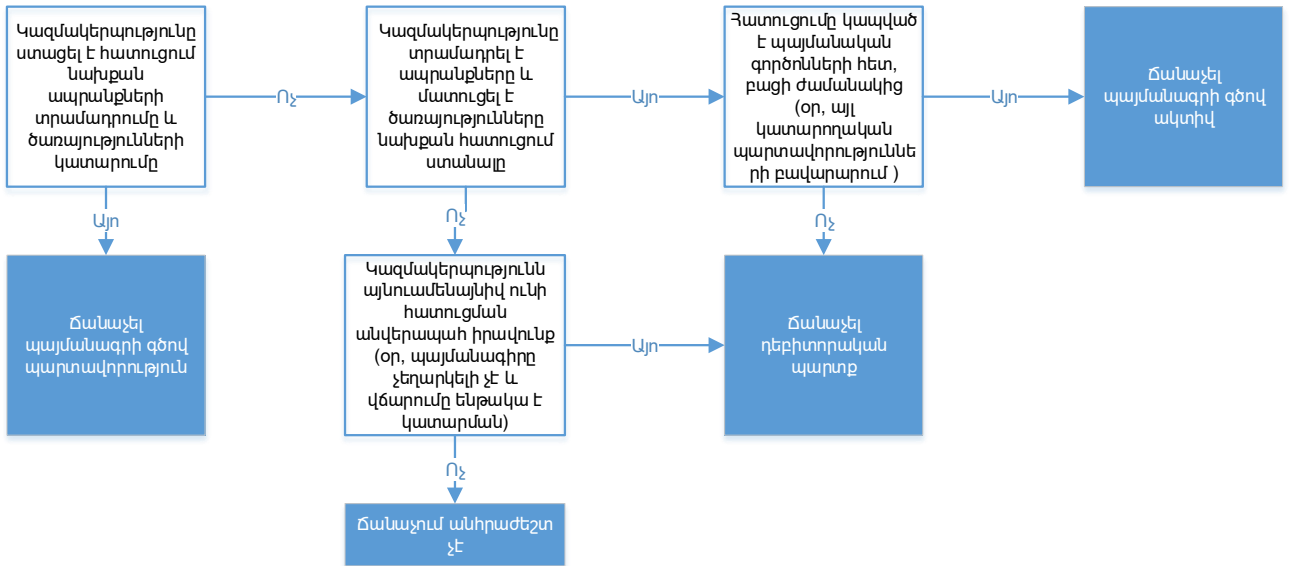 Կազմակերպությունը
ստացել է հատուցում
նախքան
ապրանքների
տրամադրումը և
ծառայությունների
կատարումը
Ոչ
Կազմակերպությունը
տրամադրել է
ապրանքները և
մատուցել է
ծառայությունները
նախքան հատուցում
ստանալը
Այո
Հատուցումը կապված
է պայմանական
գործոնների հետ,
բացի ժամանակից
(օր, այլ
կատարողական
պարտավորություննե
րի բավարարում )
Այո
Ճանաչել
պայմանագրի գծով
ակտիվ
Այո
Ոչ
Ոչ
Ճանաչել
պայմանագրի գծով
պարտավորություն
Կազմակերպությունն
այնուամենայնիվ ունի
հատուցման
անվերապահ իրավունք
(օր, պայմանագիրը
չեղարկելի չէ և
վճարումը ենթակա է
կատարման)
Այո
Ճանաչել
դեբիտորական
պարտք
Ոչ
Ճանաչում անհրաժեշտ
չէ